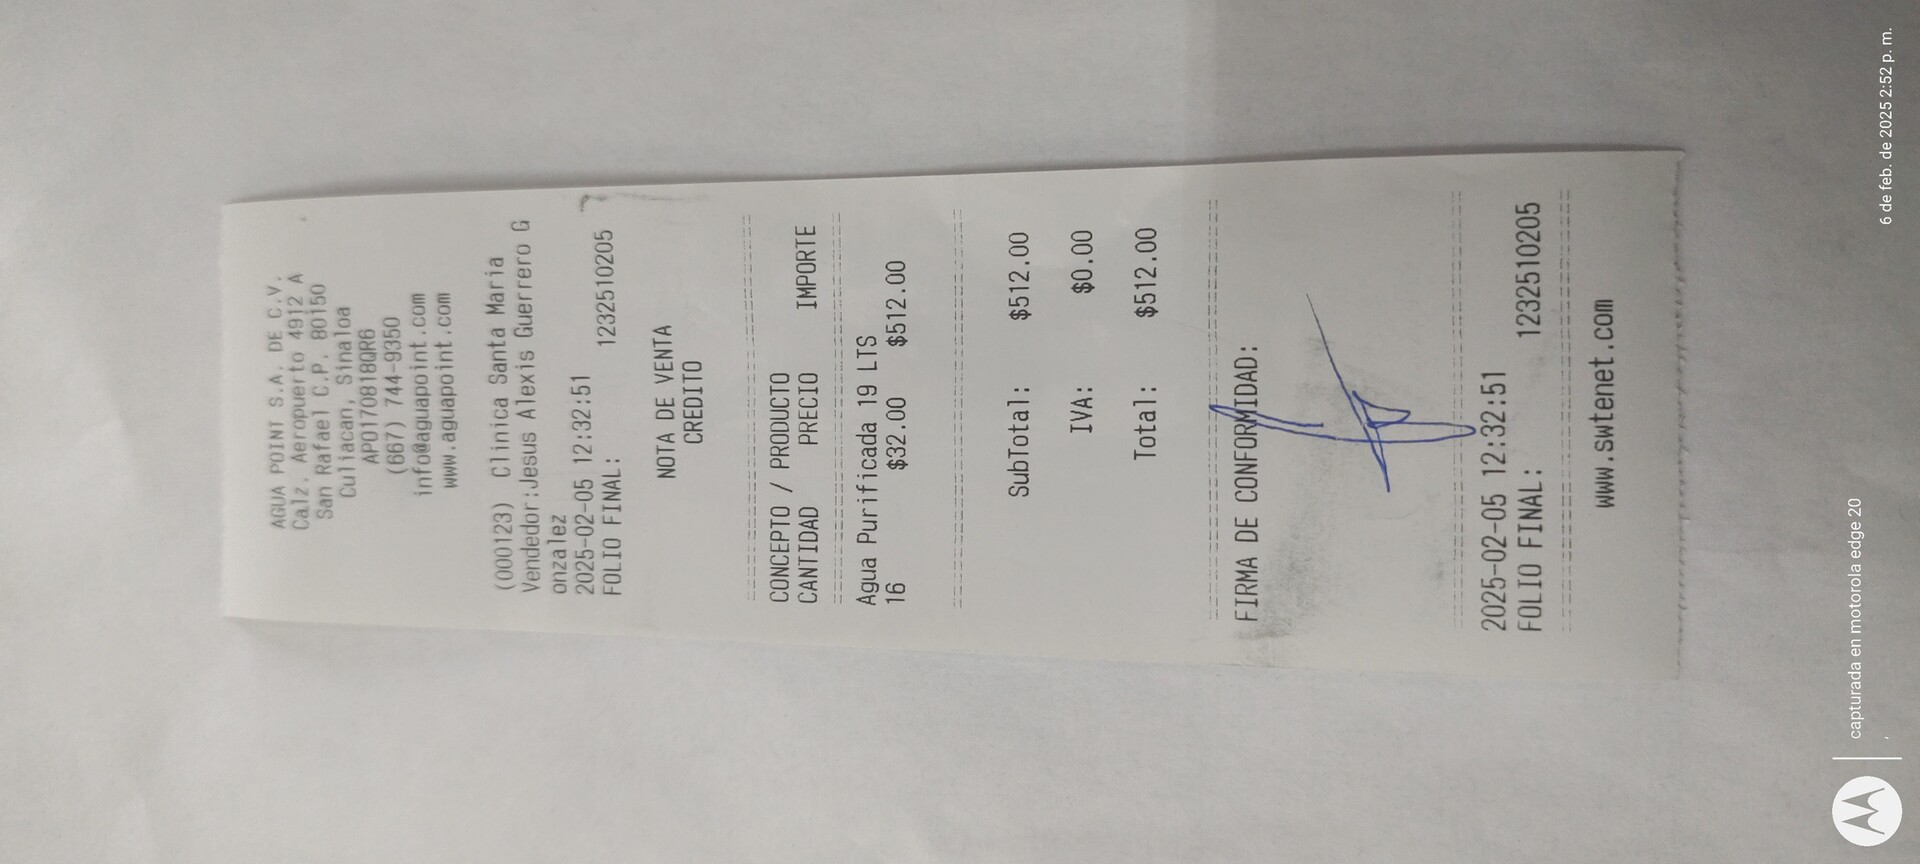 AGUA POINT S.A. DE C.V.
Calz. Aeropuerto 4912 A
San Rafael C.P. 80150
Culiacan, Sinaloa
APO170818QR6
(667) 744-9350
info@aguapoint.com
www.aguapoint.com
(000123) Clinica Santa Maria
Vendedor:Jesus Alexis Guerrero G
onzalez
2025-02-05 12:32:51
FOLIO FINAL: 1232510205
NOTA DE VENTA
CREDITO
CONCEPTO / PRODUCTO
CANTIDAD PRECIO IMPORTE
Agua Purificada 19 LTS
16 $32.00 $512.00
SubTotal: $512.00
IVA: $0.00
Total: $512.00
FIRMA DE CONFORMIDAD:
2025-02-05 12:32:51
FOLIO FINAL: 1232510205
www.swtenet.com
capturada en motorola edge 20
6 de feb. de 2025 2:52 p. m.